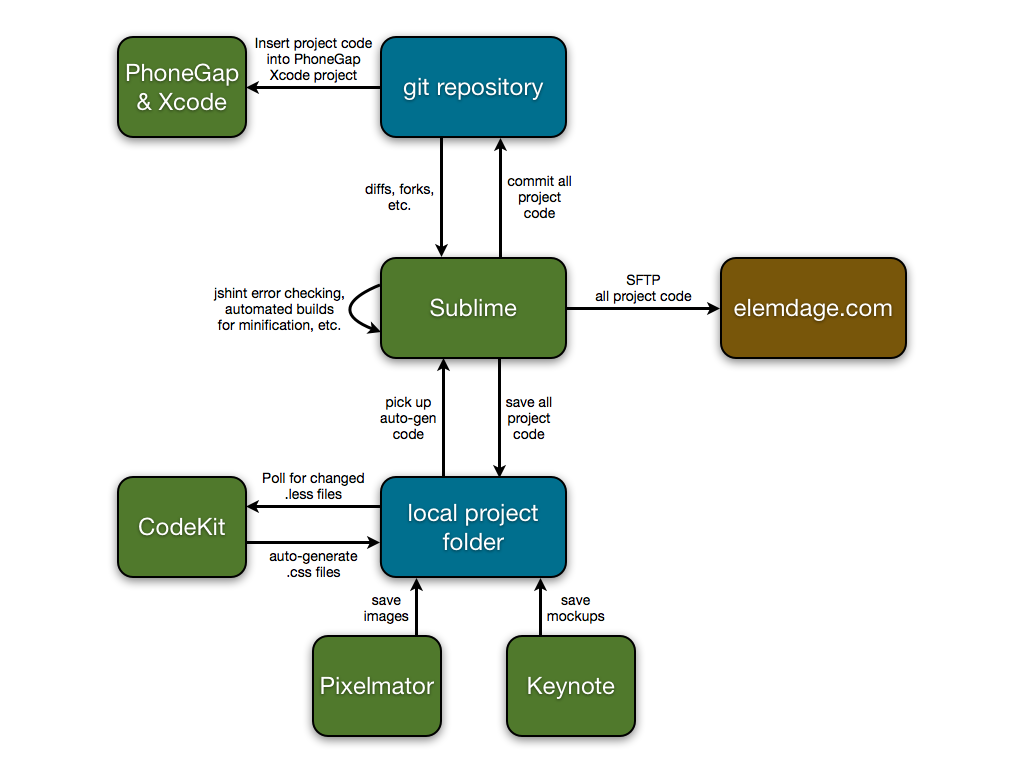 Insert project code
into PhoneGap
Xcode project
PhoneGap
& Xcode
git repository
diffs, forks,
etc.
commit all
project
code
jshint error checking,
automated builds
for minification, etc.
Sublime
SFTP
all project code
elemdage.com
pick up
auto-gen
code
save all
project
code
Poll for changed
.less files
CodeKit
local project
folder
auto-generate
.css files
save
images
save
mockups
Pixelmator
Keynote